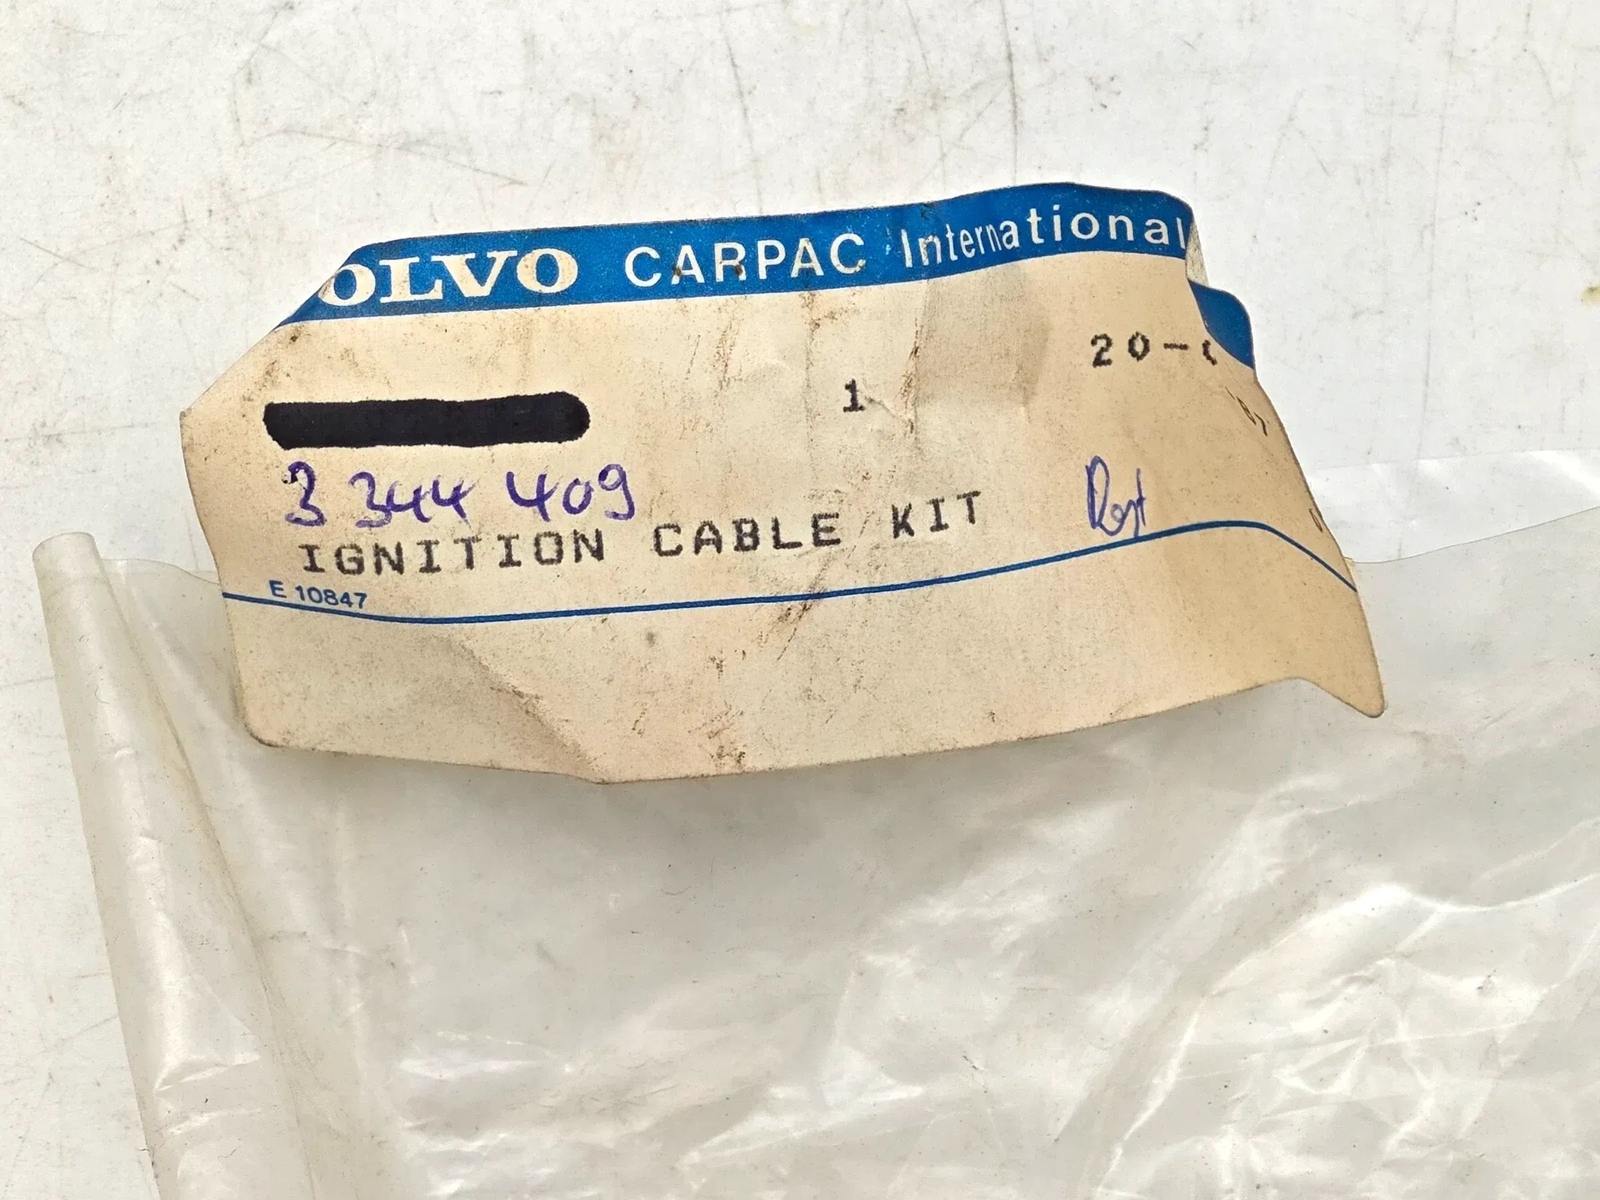 OLVO CARPAC International
20-
1
3 344 409
IGNITION CABLE KIT
E 10847